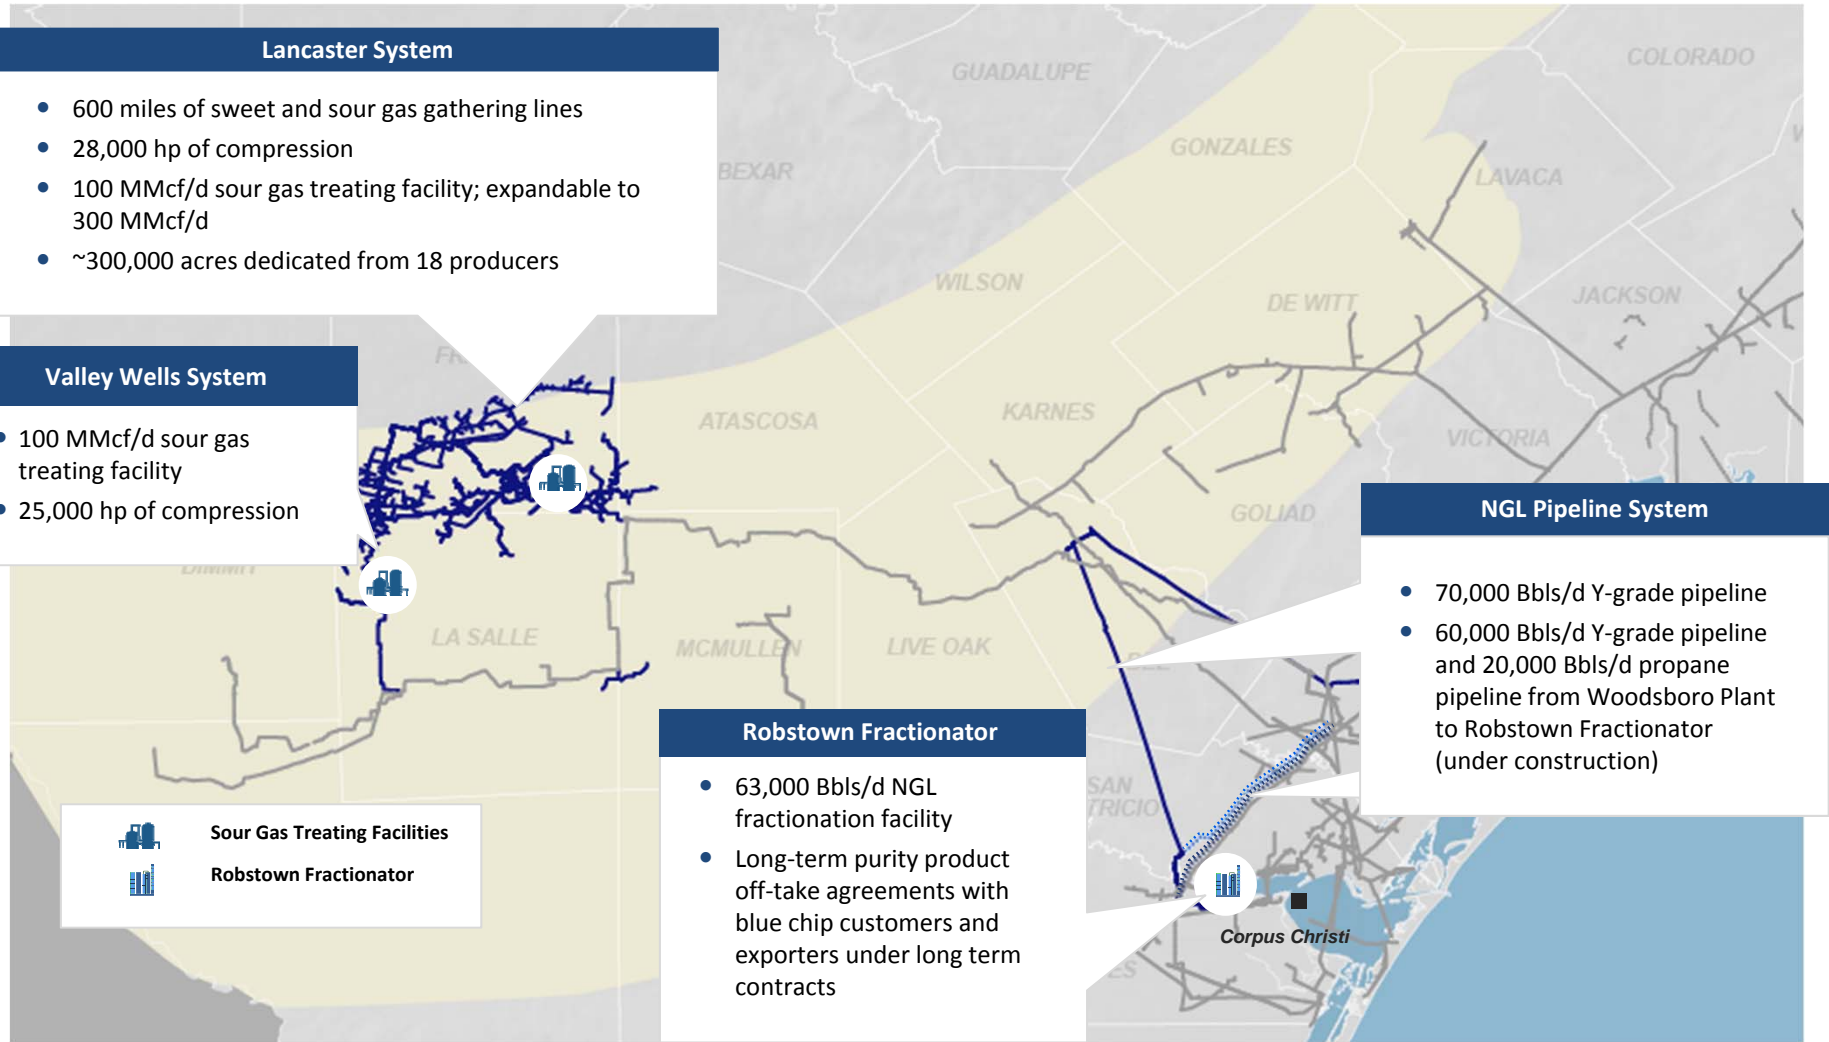 Lancaster System
• 600 miles of sweet and sour gas gathering lines
• 28,000 hp of compression
• 100 MMcf/d sour gas treating facility; expandable to
300 MMcf/d
• ~300,000 acres dedicated from 18 producers
COLORADO
GUADALUPE
GONZALES
BEXAR
LAVACA
WILSON
DE WITT
JACKSON
Valley Wells System
• 100 MMcf/d sour gas
treating facility
• 25,000 hp of compression
ATASCOSA
KARNES
VICTORIA
GOLIAD
DIMMIT
LA SALLE
MCMULLEN
LIVE OAK
NGL Pipeline System
• 70,000 Bbls/d Y-grade pipeline
• 60,000 Bbls/d Y-grade pipeline
and 20,000 Bbls/d propane
pipeline from Woodsboro Plant
to Robstown Fractionator
(under construction)
Robstown Fractionator
• 63,000 Bbls/d NGL
fractionation facility
• Long-term purity product
off-take agreements with
blue chip customers and
exporters under long term
contracts
SAN
TRICIO
Corpus Christi
Sour Gas Treating Facilities
Robstown Fractionator